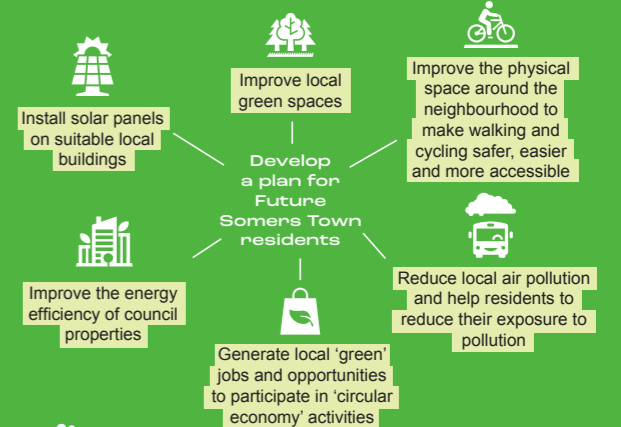 Improve local
green spaces
Improve the physical
space around the
neighbourhood to
make walking and
cycling safer, easier
and more accessible
Install solar panels
on suitable local
buildings
Develop
a plan for
Future
Somers Town
residents
Improve the energy
efficiency of council
properties
Reduce local air pollution
and help residents to
reduce their exposure to
pollution
Generate local ‘green’
jobs and opportunities
to participate in ‘circular
economy’ activities